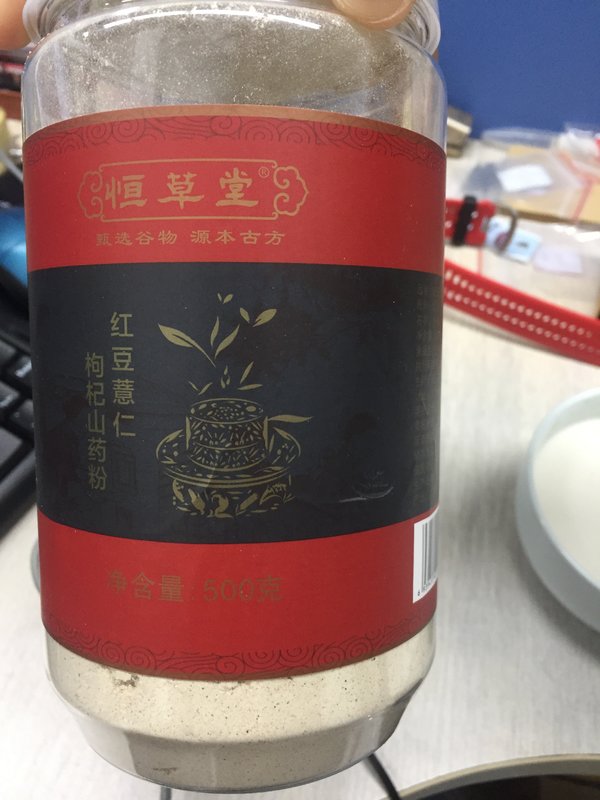 恒草堂®
甄选谷物 源本古方
红豆薏仁
枸杞山药粉
净含量:500克